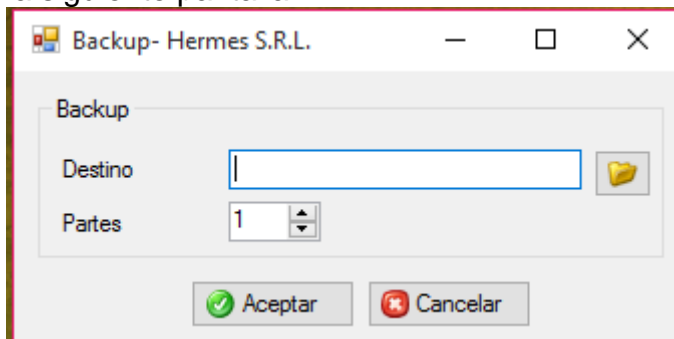 Backup- Hermes S.R.L.
Backup
Destino
Partes 1
Aceptar Cancelar